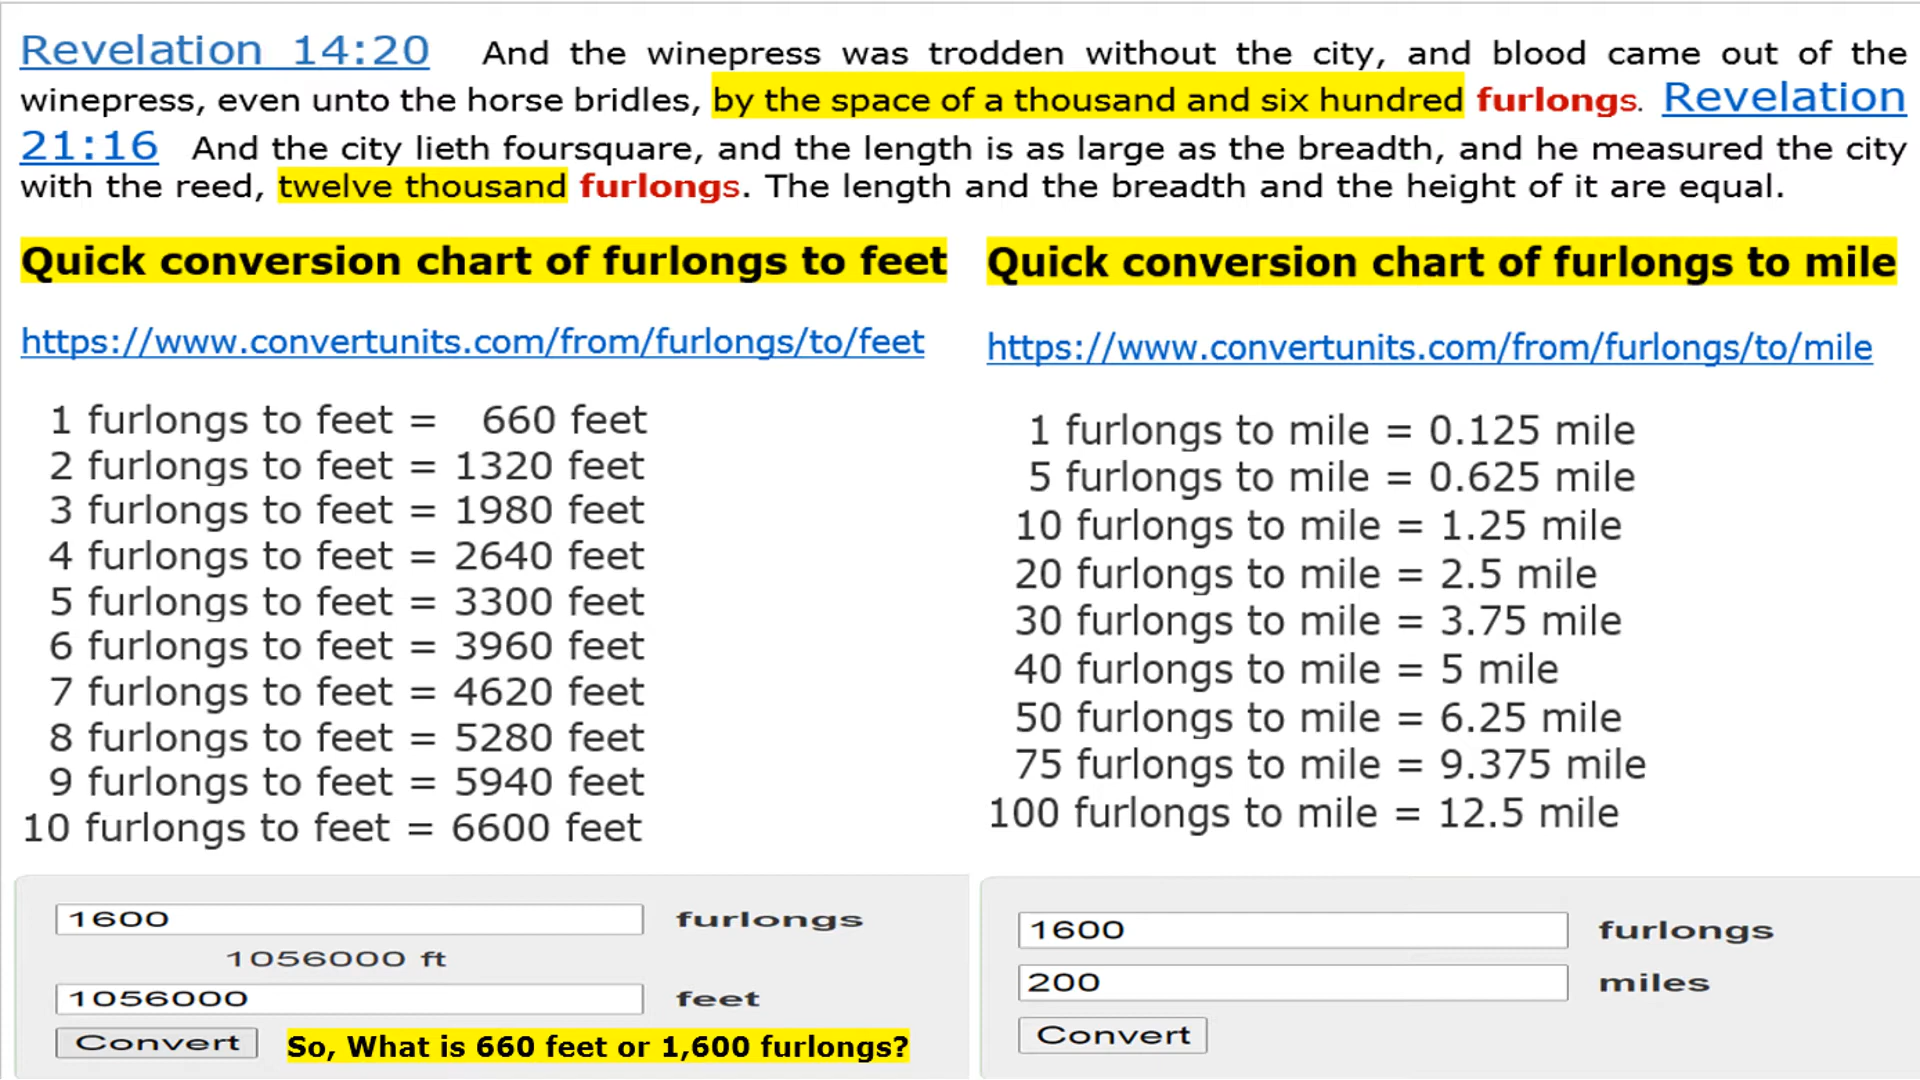 Revelation 14:20 And the winepress was trodden without the city, and blood came out of the
winepress, even unto the horse bridles, by the space of a thousand and six hundred furlongs. Revelation
21:16 And the city lieth foursquare, and the length is as large as the breadth, and he measured the city
with the reed, twelve thousand furlongs. The length and the breadth and the height of it are equal.
Quick conversion chart of furlongs to feet
https://www.convertunits.com/from/furlongs/to/feet
1 furlongs to feet = 660 feet
2 furlongs to feet = 1320 feet
3 furlongs to feet = 1980 feet
4 furlongs to feet = 2640 feet
5 furlongs to feet = 3300 feet
6 furlongs to feet = 3960 feet
7 furlongs to feet = 4620 feet
8 furlongs to feet = 5280 feet
9 furlongs to feet = 5940 feet
10 furlongs to feet = 6600 feet
1600 furlongs
1056000 ft
1056000 feet
Convert So, What is 660 feet or 1,600 furlongs?
Quick conversion chart of furlongs to mile
https://www.convertunits.com/from/furlongs/to/mile
1 furlongs to mile = 0.125 mile
5 furlongs to mile = 0.625 mile
10 furlongs to mile = 1.25 mile
20 furlongs to mile = 2.5 mile
30 furlongs to mile = 3.75 mile
40 furlongs to mile = 5 mile
50 furlongs to mile = 6.25 mile
75 furlongs to mile = 9.375 mile
100 furlongs to mile = 12.5 mile
1600 furlongs
200 miles
Convert